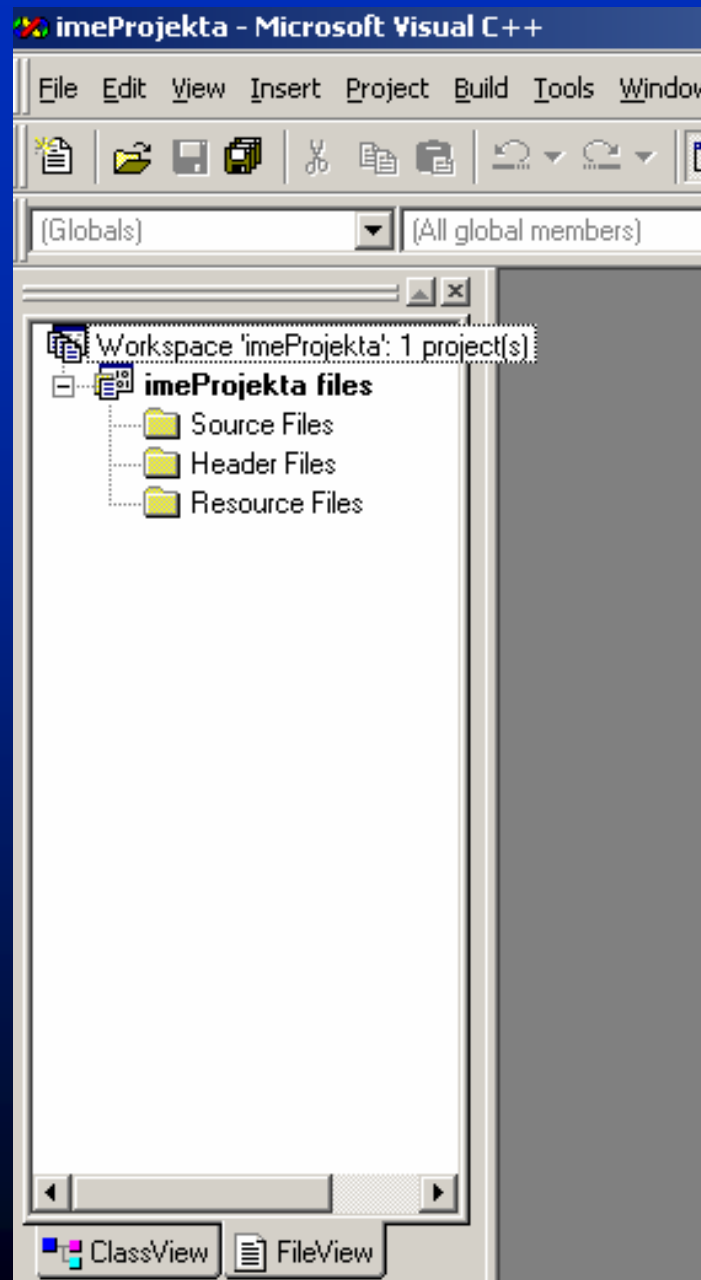 imeProjekta - Microsoft Visual C++
File Edit View Insert Project Build Tools Window
(Globals) (All global members)
Workspace 'imeProjekta': 1 project(s)
imeProjekta files
Source Files
Header Files
Resource Files
ClassView FileView